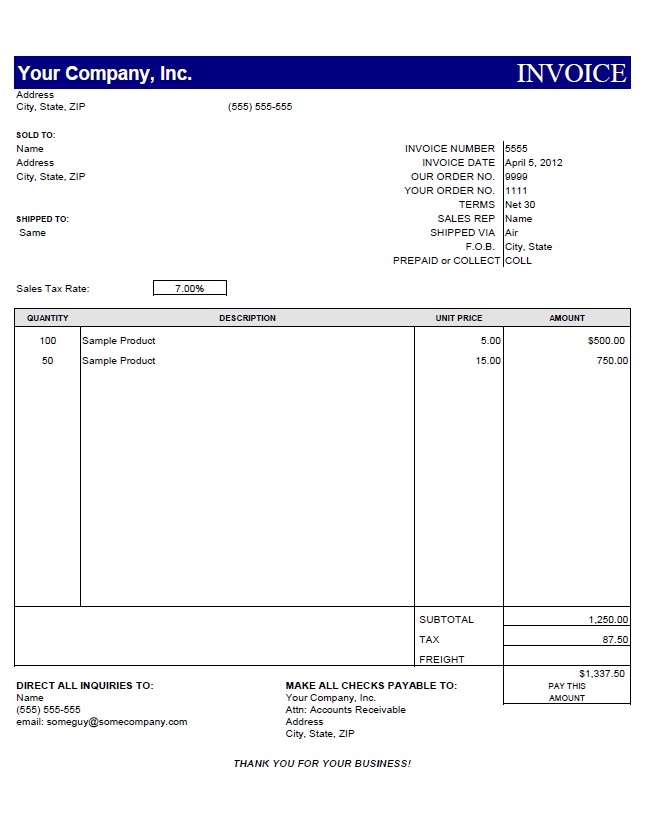 Your Company, Inc. INVOICE
Address
City, State, ZIP (555) 555-555
SOLD TO:
Name INVOICE NUMBER 5555
Address INVOICE DATE April 5, 2012
City, State, ZIP OUR ORDER NO. 9999
YOUR ORDER NO. 1111
TERMS Net 30
SHIPPED TO: SALES REP Name
Same SHIPPED VIA Air
F.O.B. City, State
PREPAID or COLLECT COLL
Sales Tax Rate: 7.00%
QUANTITY DESCRIPTION UNIT PRICE AMOUNT
100 Sample Product 5.00 $500.00
50 Sample Product 15.00 750.00
SUBTOTAL 1,250.00
TAX 87.50
FREIGHT
$1,337.50
DIRECT ALL INQUIRIES TO: MAKE ALL CHECKS PAYABLE TO: PAY THIS
Name Your Company, Inc. AMOUNT
(555) 555-555 Attn: Accounts Receivable
email: someguy@somecompany.com Address
City, State, ZIP
THANK YOU FOR YOUR BUSINESS!